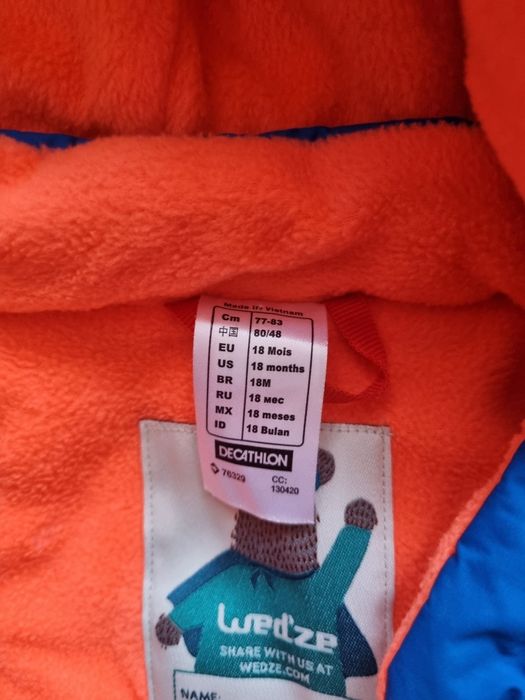 Made in Vietnam
Cm 77-83
中国 80/48
EU 18 Mois
US 18 months
BR 18M
RU 18 мес
MX 18 meses
ID 18 Bulan
DECATHLON
76329 CC:
130420
Wed'ze
SHARE WITH US AT
WEDZE.COM
NAME: